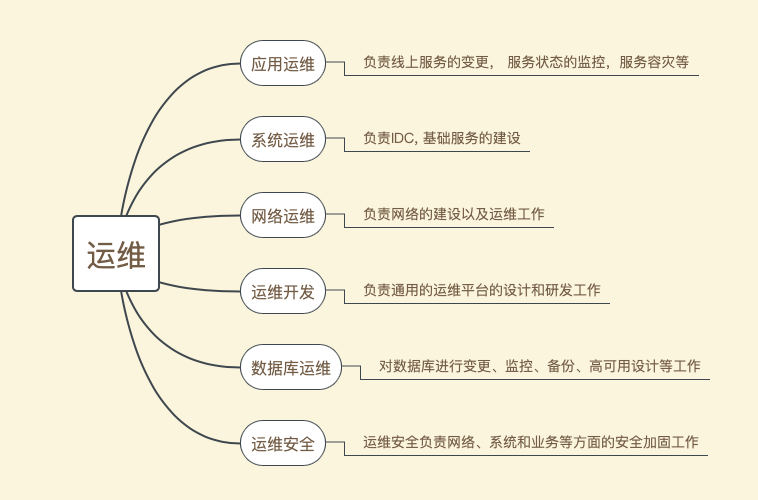 运维
应用运维
负责线上服务的变更， 服务状态的监控，服务容灾等
系统运维
负责IDC, 基础服务的建设
网络运维
负责网络的建设以及运维工作
运维开发
负责通用的运维平台的设计和研发工作
数据库运维
对数据库进行变更、监控、备份、高可用设计等工作
运维安全
运维安全负责网络、系统和业务等方面的安全加固工作